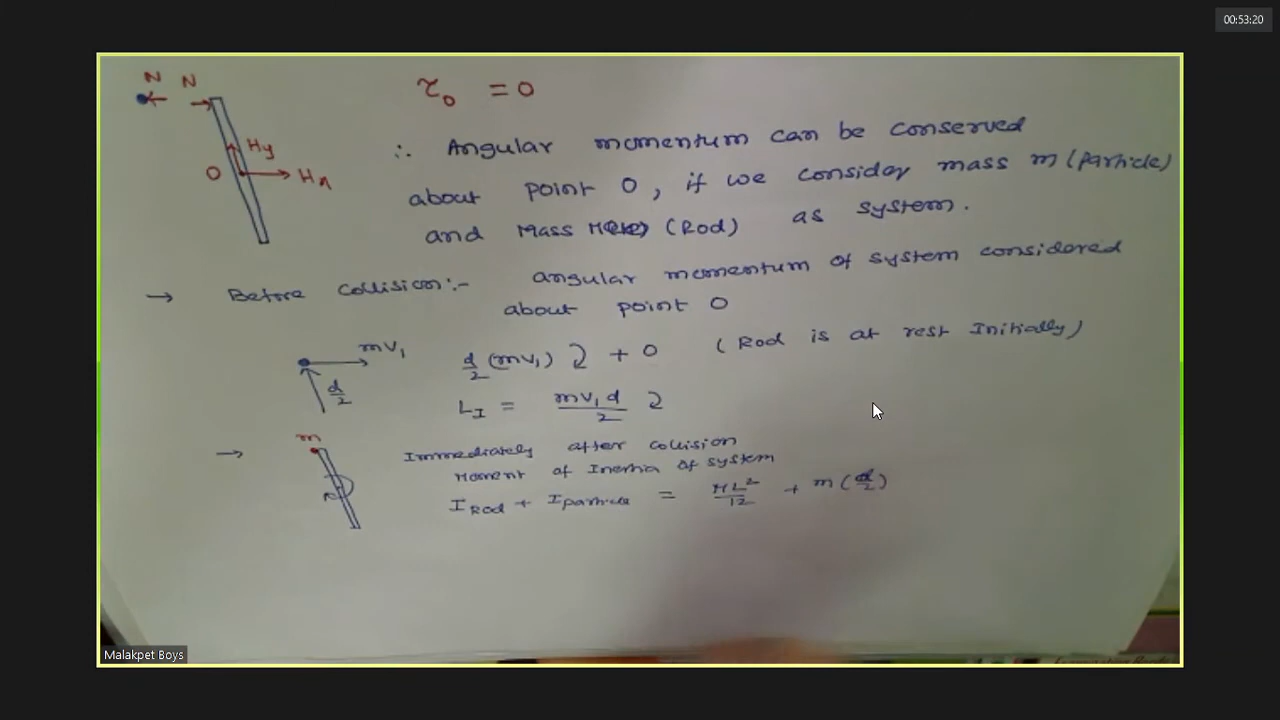 00:53:20
N N
τ₀ = 0
Hy
O
Hx
∴ Angular momentum can be conserved
about point O, if we consider mass m (particle)
and Mass M (Rod) as system.
→ Before collision:- angular momentum of system considered
about point O
mv₁
d/2
d/2 (mv₁) ⤸ + 0 (Rod is at rest Initially)
L_I = mv₁d/2 ⤸
→ m
Immediately after collision
Moment of Inertia of system
I Rod + I particle = ML²/12 + m(d/2)
Malakpet Boys